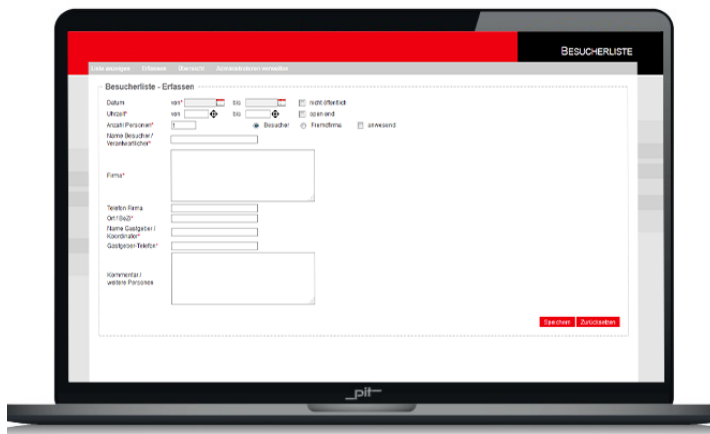 BESUCHERLISTE
Liste anzeigen Erfassen Übersicht Administratoren verwalten
Besucherliste - Erfassen
Datum von* bis nicht öffentlich
Uhrzeit* von bis open end
Anzahl Personen* 1 Besucher Fremdfirma anwesend
Name Besucher /
Verantwortlicher*
Firma*
Telefon Firma
Ort / BeZi*
Name Gastgeber /
Koordinator*
Gastgeber-Telefon*
Kommentar /
weitere Personen
Speichern Zurücksetzen
_pit